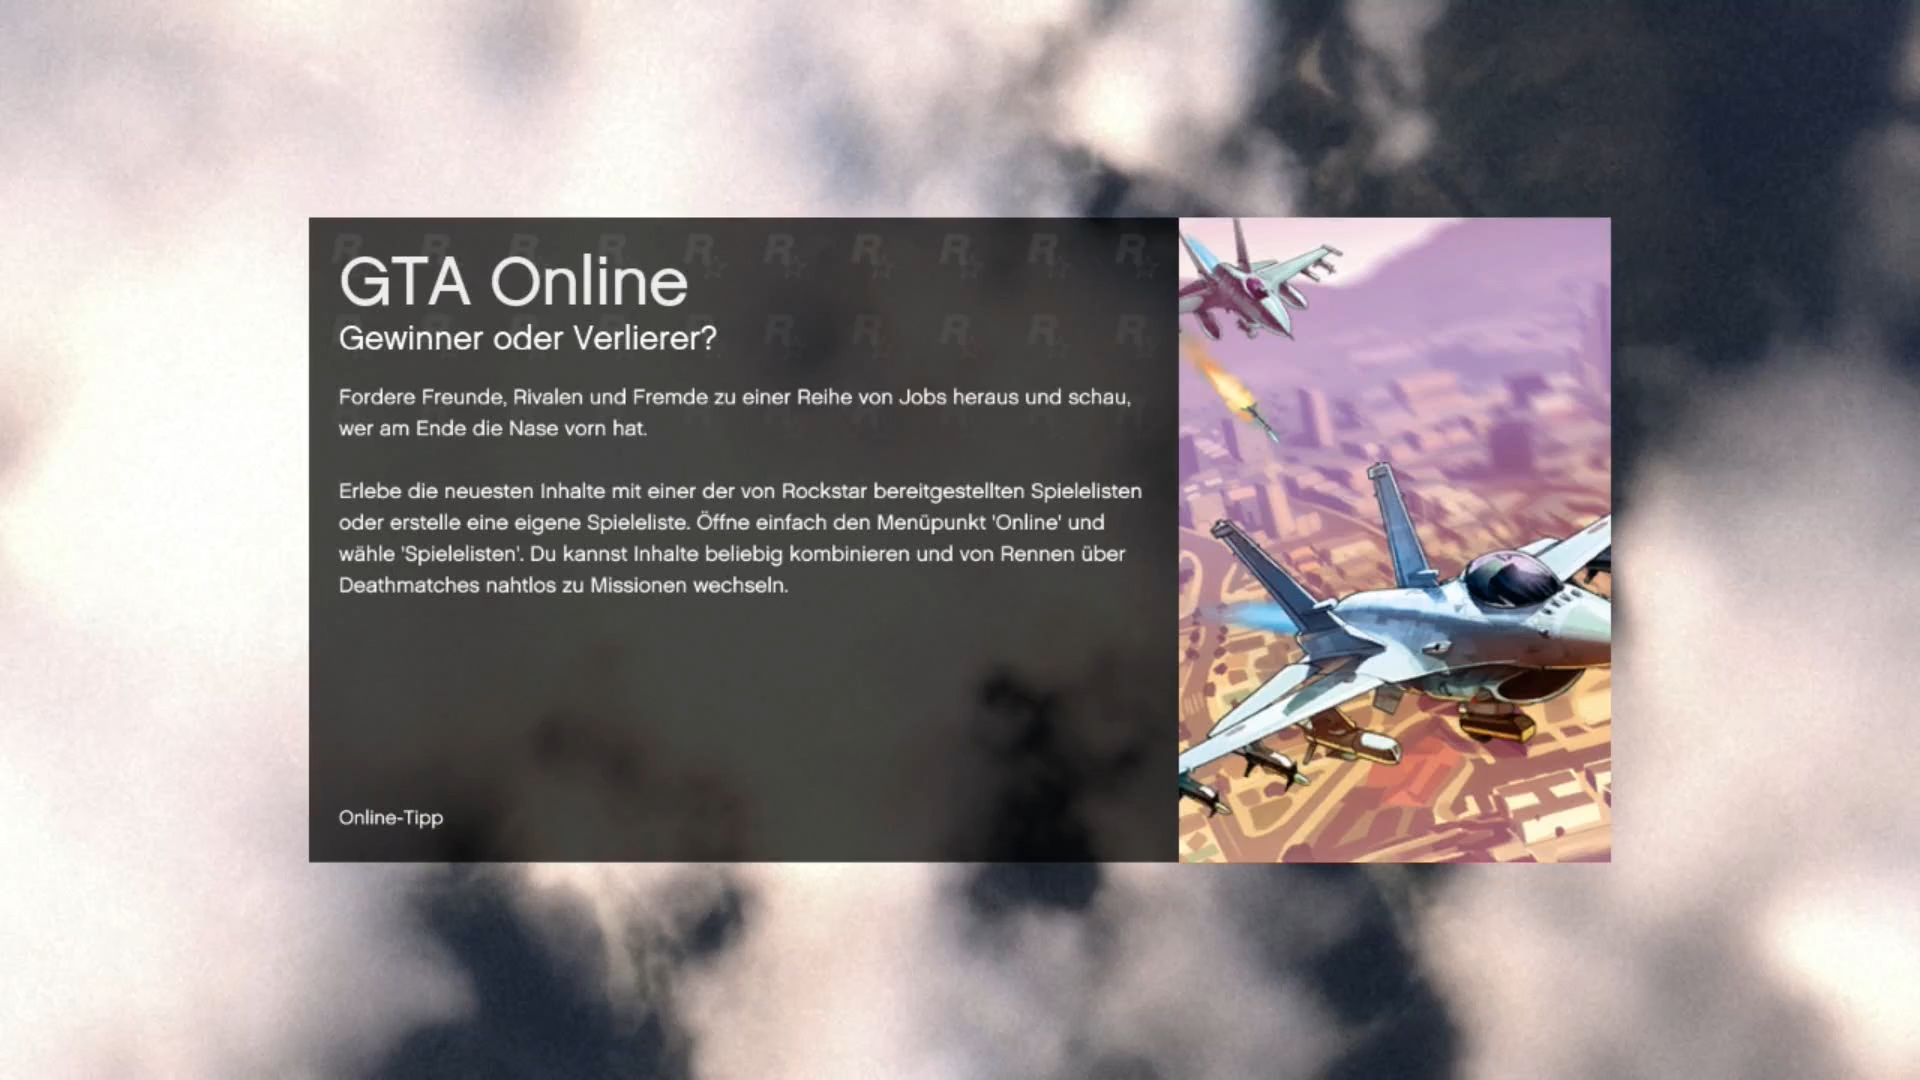 GTA Online
Gewinner oder Verlierer?
Fordere Freunde, Rivalen und Fremde zu einer Reihe von Jobs heraus und schau,
wer am Ende die Nase vorn hat.
Erlebe die neuesten Inhalte mit einer der von Rockstar bereitgestellten Spielelisten
oder erstelle eine eigene Spieleliste. Öffne einfach den Menüpunkt 'Online' und
wähle 'Spielelisten'. Du kannst Inhalte beliebig kombinieren und von Rennen über
Deathmatches nahtlos zu Missionen wechseln.
Online-Tipp